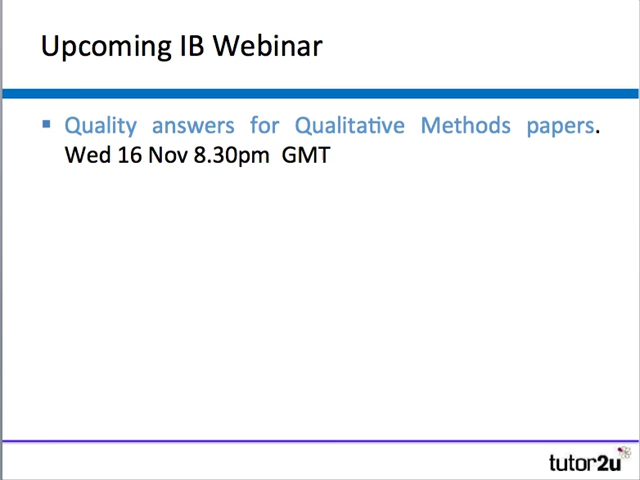 Upcoming IB Webinar
▪ Quality answers for Qualitative Methods papers.
Wed 16 Nov 8.30pm GMT
tutor2u